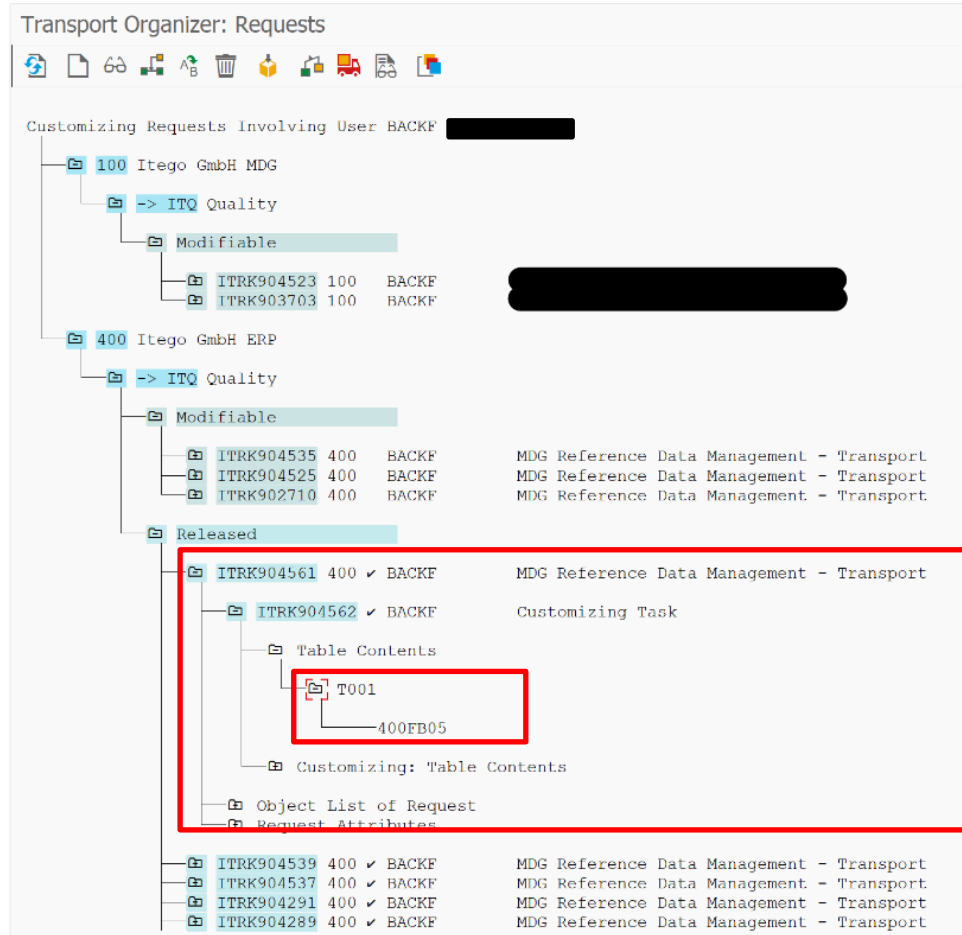 Transport Organizer: Requests
Customizing Requests Involving User BACKF
100 Itego GmbH MDG
-> ITQ Quality
Modifiable
ITRK904523 100 BACKF
ITRK903703 100 BACKF
400 Itego GmbH ERP
-> ITQ Quality
Modifiable
ITRK904535 400 BACKF MDG Reference Data Management - Transport
ITRK904525 400 BACKF MDG Reference Data Management - Transport
ITRK902710 400 BACKF MDG Reference Data Management - Transport
Released
ITRK904561 400 ✔ BACKF MDG Reference Data Management - Transport
ITRK904562 ✔ BACKF Customizing Task
Table Contents
T001
400FB05
Customizing: Table Contents
Object List of Request
Request Attributes
ITRK904539 400 ✔ BACKF MDG Reference Data Management - Transport
ITRK904537 400 ✔ BACKF MDG Reference Data Management - Transport
ITRK904291 400 ✔ BACKF MDG Reference Data Management - Transport
ITRK904289 400 ✔ BACKF MDG Reference Data Management - Transport